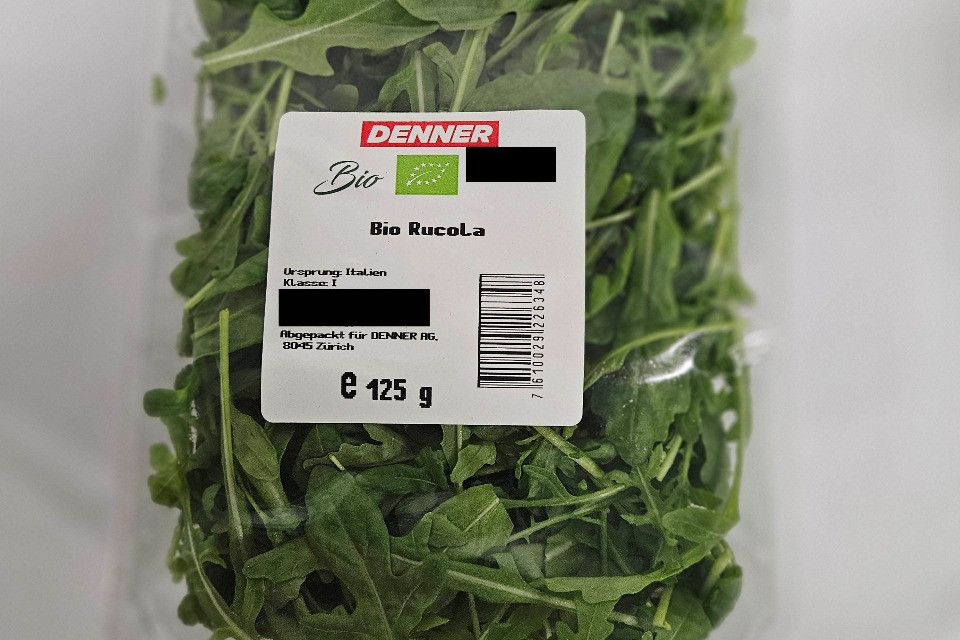 DENNER
Bio
Bio Rucola
Ursprung: Italien
Klasse: I
Abgepackt für DENNER AG,
8045 Zürich
e 125 g
7 610029 226348